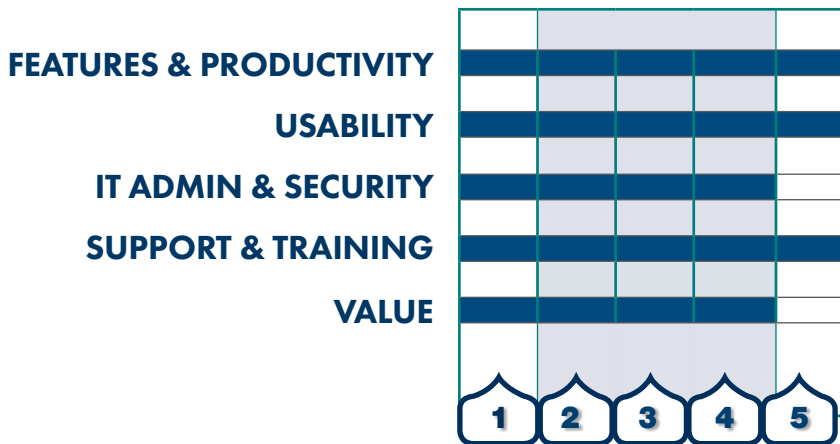 FEATURES & PRODUCTIVITY
USABILITY
IT ADMIN & SECURITY
SUPPORT & TRAINING
VALUE
1 2 3 4 5